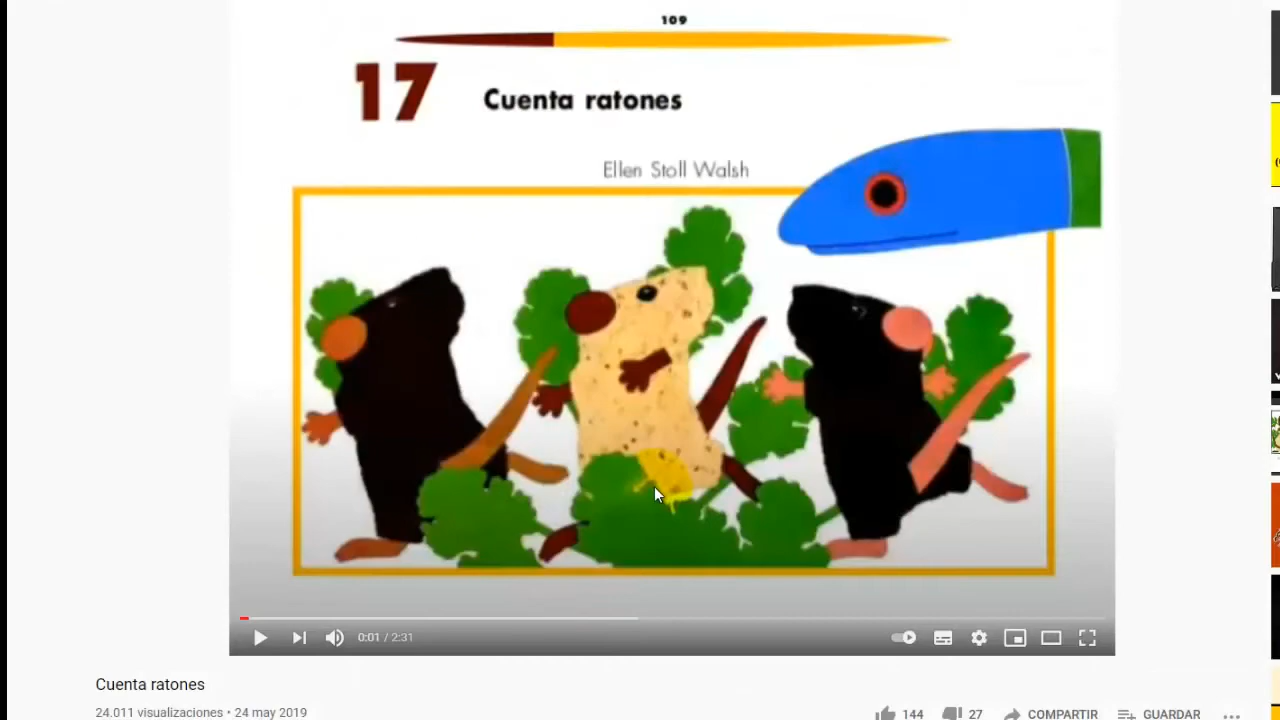 109
17
Cuenta ratones
Ellen Stoll Walsh
0:01 / 2:31
Cuenta ratones
24.011 visualizaciones • 24 may 2019
144
27
COMPARTIR
GUARDAR